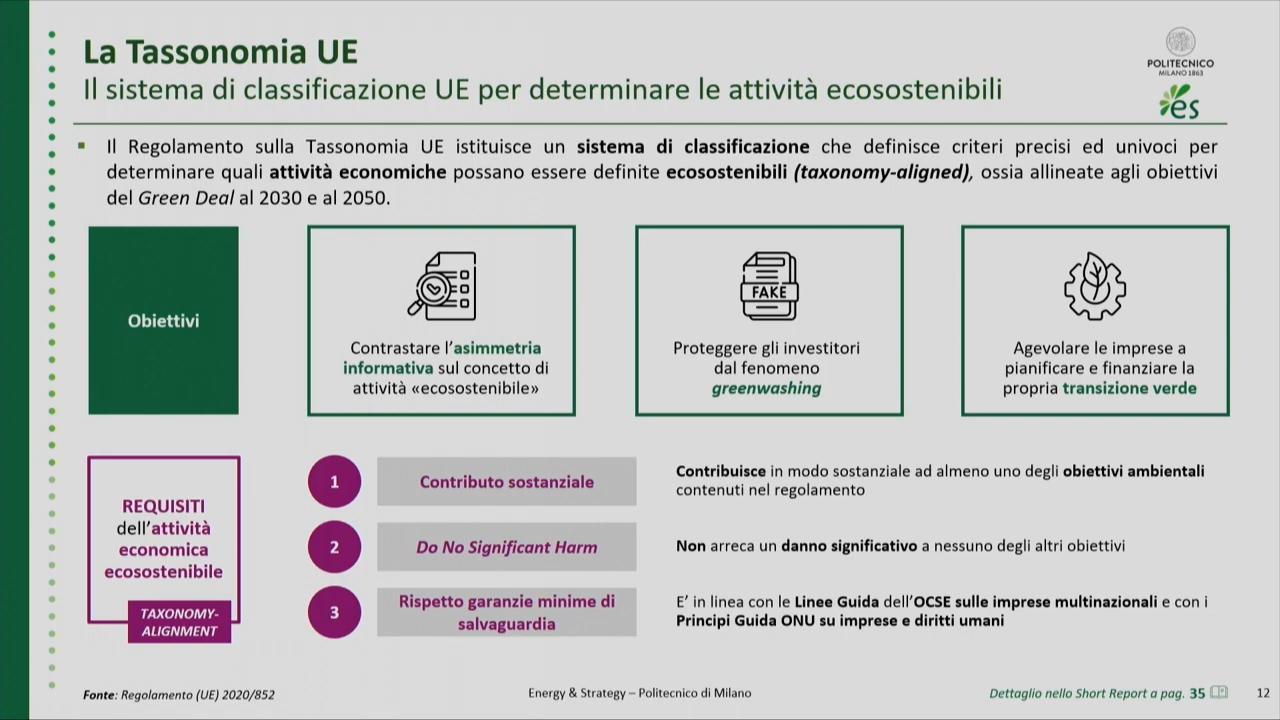 La Tassonomia UE
Il sistema di classificazione UE per determinare le attività ecosostenibili
POLITECNICO
MILANO 1863
es
Il Regolamento sulla Tassonomia UE istituisce un sistema di classificazione che definisce criteri precisi ed univoci per
determinare quali attività economiche possano essere definite ecosostenibili (taxonomy-aligned), ossia allineate agli obiettivi
del Green Deal al 2030 e al 2050.
Obiettivi
Contrastare l'asimmetria
informativa sul concetto di
attività «ecosostenibile»
FAKE
Proteggere gli investitori
dal fenomeno
greenwashing
Agevolare le imprese a
pianificare e finanziare la
propria transizione verde
REQUISITI
dell'attività
economica
ecosostenibile
TAXONOMY-
ALIGNMENT
1
Contributo sostanziale
Contribuisce in modo sostanziale ad almeno uno degli obiettivi ambientali
contenuti nel regolamento
2
Do No Significant Harm
Non arreca un danno significativo a nessuno degli altri obiettivi
3
Rispetto garanzie minime di
salvaguardia
E' in linea con le Linee Guida dell'OCSE sulle imprese multinazionali e con i
Principi Guida ONU su imprese e diritti umani
Fonte: Regolamento (UE) 2020/852
Energy & Strategy – Politecnico di Milano
Dettaglio nello Short Report a pag. 35
12